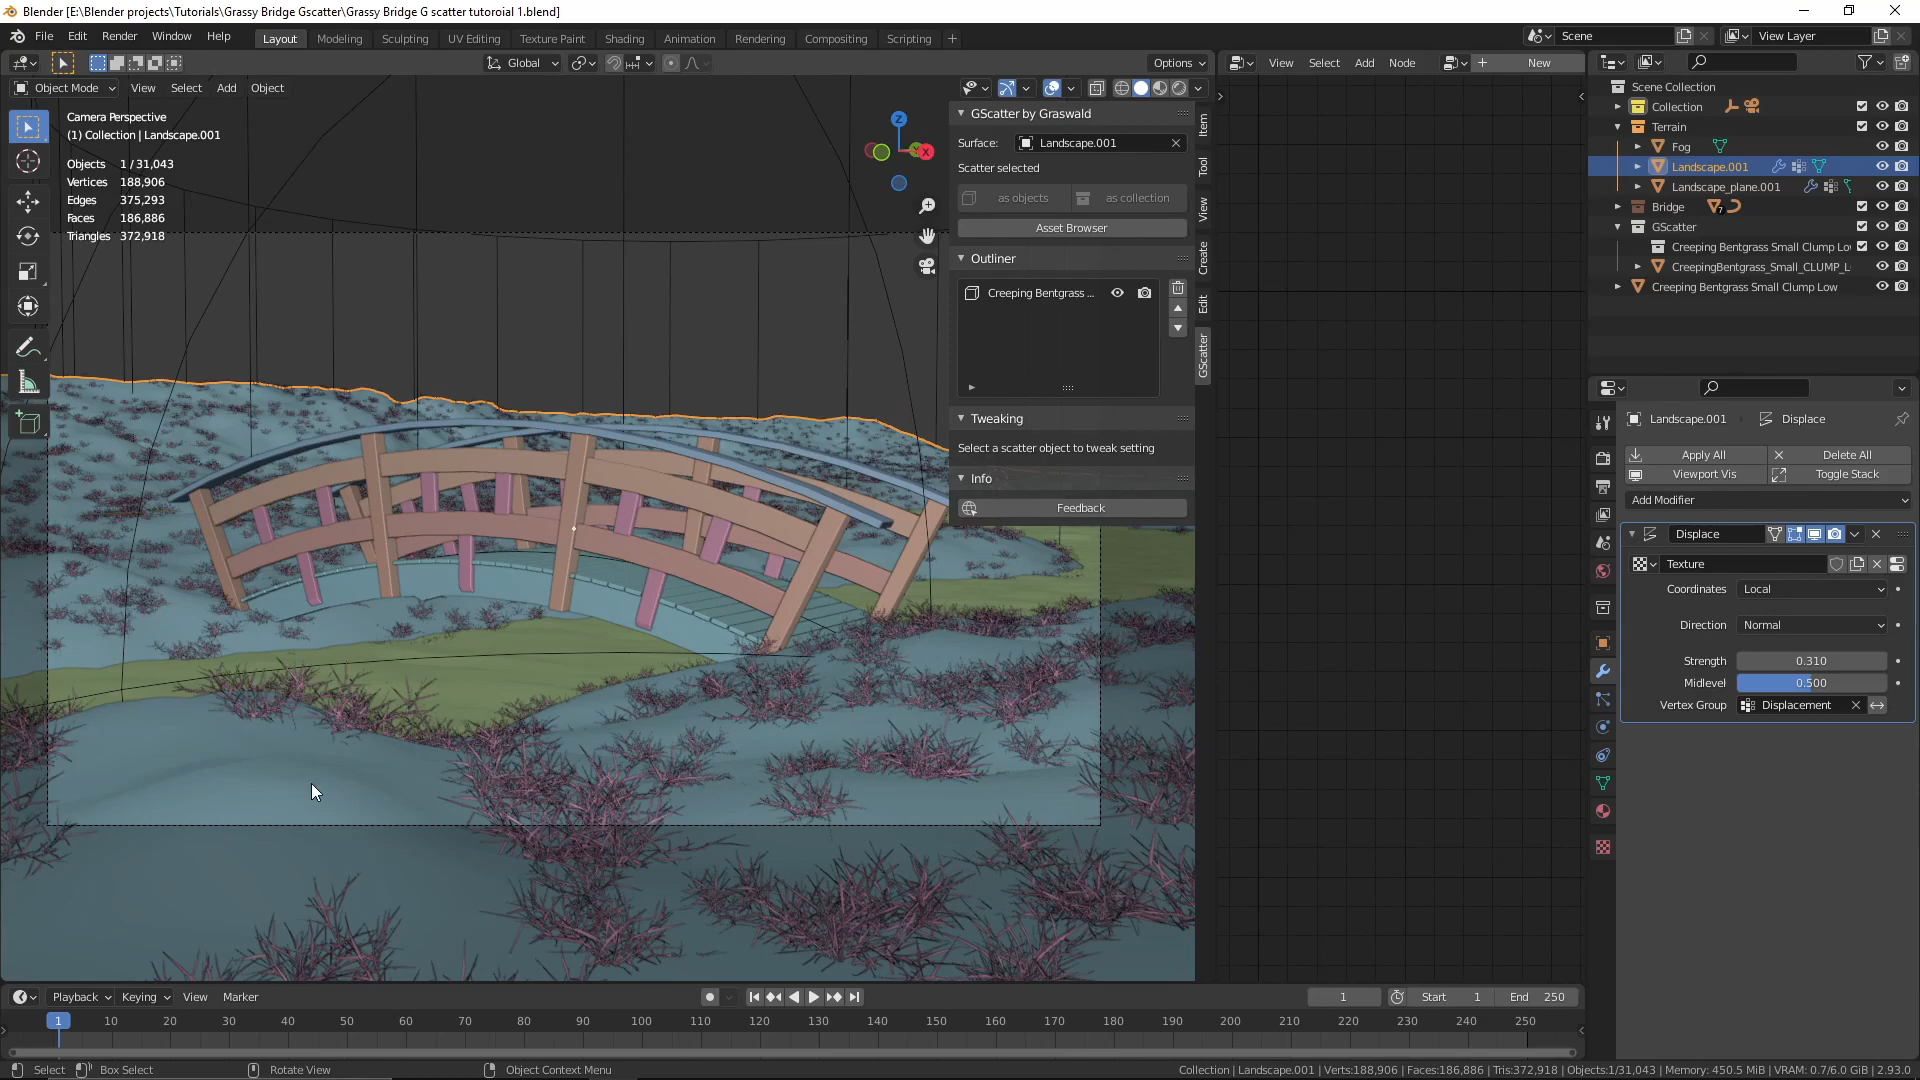 Blender [E:\Blender projects\Tutorials\Grassy Bridge Gscatter\Grassy Bridge G scatter tutoroial 1.blend]
File Edit Render Window Help Layout Modeling Sculpting UV Editing Texture Paint Shading Animation Rendering Compositing Scripting + Scene View Layer
Global Options View Select Add Node + New
Object Mode View Select Add Object
Camera Perspective
(1) Collection | Landscape.001
Objects 1 / 31,043
Vertices 188,906
Edges 375,293
Faces 186,886
Triangles 372,918
Z
X
Y
GScatter by Graswald
Surface: Landscape.001
Scatter selected
as objects as collection
Asset Browser
Outliner
Creeping Bentgrass ...
Tweaking
Select a scatter object to tweak setting
Info
Feedback
Item
Tool
View
Create
Edit
GScatter
Scene Collection
Collection
Terrain
Fog
Landscape.001
Landscape_plane.001
Bridge 7
GScatter
Creeping Bentgrass Small Clump Lo
CreepingBentgrass_Small_CLUMP_L
Creeping Bentgrass Small Clump Low
Landscape.001 Displace
Apply All Delete All
Viewport Vis Toggle Stack
Add Modifier
Displace
Texture
Coordinates Local
Direction Normal
Strength 0.310
Midlevel 0.500
Vertex Group Displacement
Playback Keying View Marker 1 Start 1 End 250
1 10 20 30 40 50 60 70 80 90 100 110 120 130 140 150 160 170 180 190 200 210 220 230 240 250
Select Box Select Rotate View Object Context Menu Collection | Landscape.001 | Verts:188,906 | Faces:186,886 | Tris:372,918 | Objects:1/31,043 | Memory: 450.5 MiB | VRAM: 0.7/6.0 GiB | 2.93.0